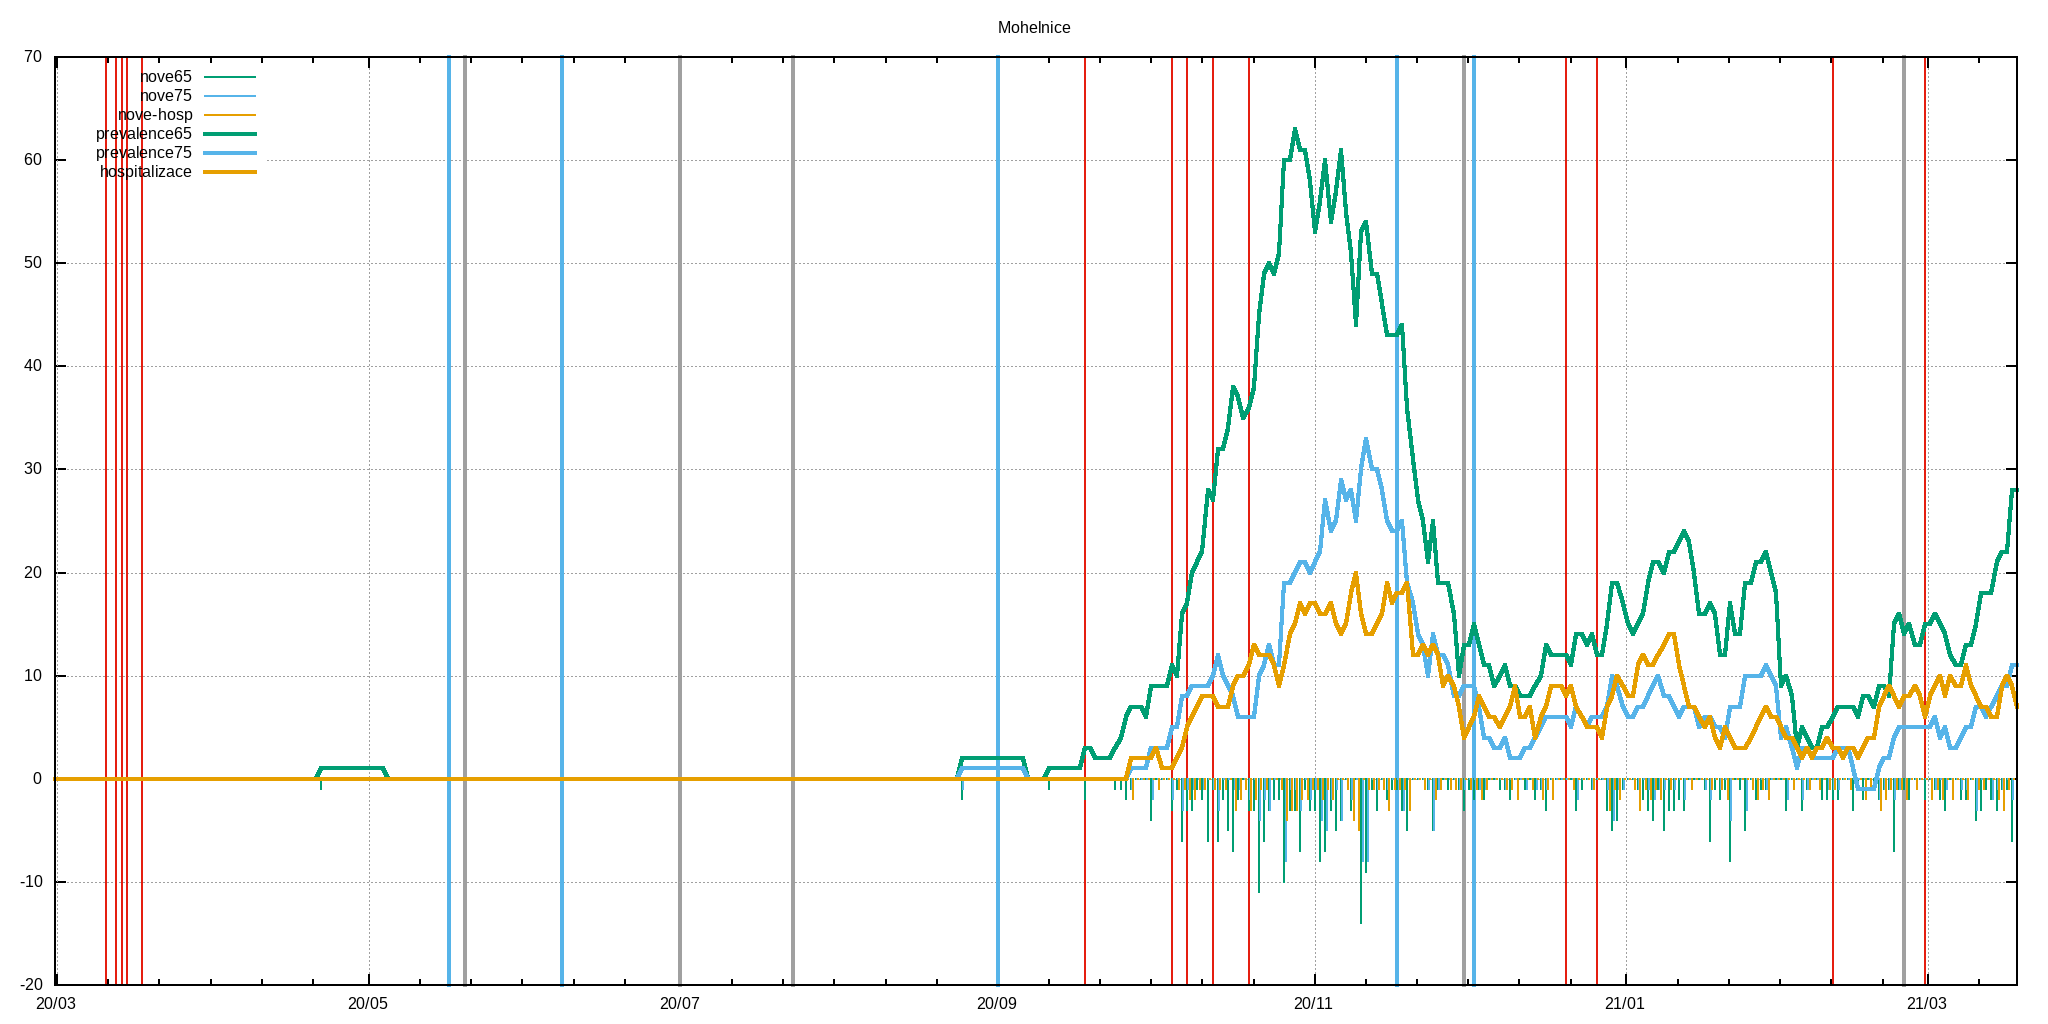 Mohelnice
70
60
50
40
30
20
10
0
-10
-20
nove65
nove75
nove-hosp
prevalence65
prevalence75
hospitalizace
20/03 20/05 20/07 20/09 20/11 21/01 21/03